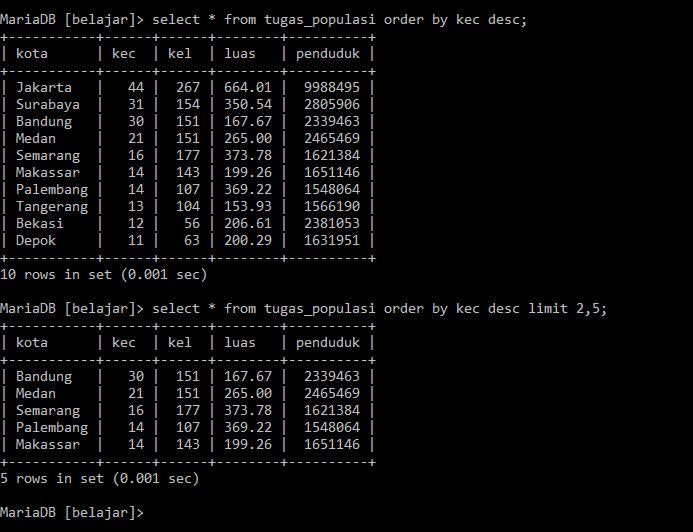 MariaDB [belajar]> select * from tugas_populasi order by kec desc;
+-----------+------+------+--------+----------+
| kota      | kec  | kel  | luas   | penduduk |
+-----------+------+------+--------+----------+
| Jakarta   |   44 |  267 | 664.01 |  9988495 |
| Surabaya  |   31 |  154 | 350.54 |  2805906 |
| Bandung   |   30 |  151 | 167.67 |  2339463 |
| Medan     |   21 |  151 | 265.00 |  2465469 |
| Semarang  |   16 |  177 | 373.78 |  1621384 |
| Makassar  |   14 |  143 | 199.26 |  1651146 |
| Palembang |   14 |  107 | 369.22 |  1548064 |
| Tangerang |   13 |  104 | 153.93 |  1566190 |
| Bekasi    |   12 |   56 | 206.61 |  2381053 |
| Depok     |   11 |   63 | 200.29 |  1631951 |
+-----------+------+------+--------+----------+
10 rows in set (0.001 sec)

MariaDB [belajar]> select * from tugas_populasi order by kec desc limit 2,5;
+-----------+------+------+--------+----------+
| kota      | kec  | kel  | luas   | penduduk |
+-----------+------+------+--------+----------+
| Bandung   |   30 |  151 | 167.67 |  2339463 |
| Medan     |   21 |  151 | 265.00 |  2465469 |
| Semarang  |   16 |  177 | 373.78 |  1621384 |
| Palembang |   14 |  107 | 369.22 |  1548064 |
| Makassar  |   14 |  143 | 199.26 |  1651146 |
+-----------+------+------+--------+----------+
5 rows in set (0.001 sec)

MariaDB [belajar]>